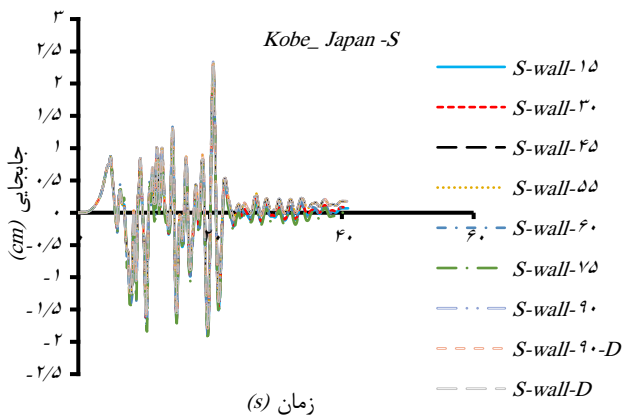 Kobe_ Japan -S
جابجایی (cm)
۳
۲/۵
۲
۱/۵
۱
۰/۵
۰
-۰/۵
-۱
-۱/۵
-۲
-۲/۵
۰ ۲۰ ۴۰ ۶۰
زمان (s)
S-wall-۱۵
S-wall-۳۰
S-wall-۴۵
S-wall-۵۵
S-wall-۶۰
S-wall-۷۵
S-wall-۹۰
S-wall-۹۰-D
S-wall-D